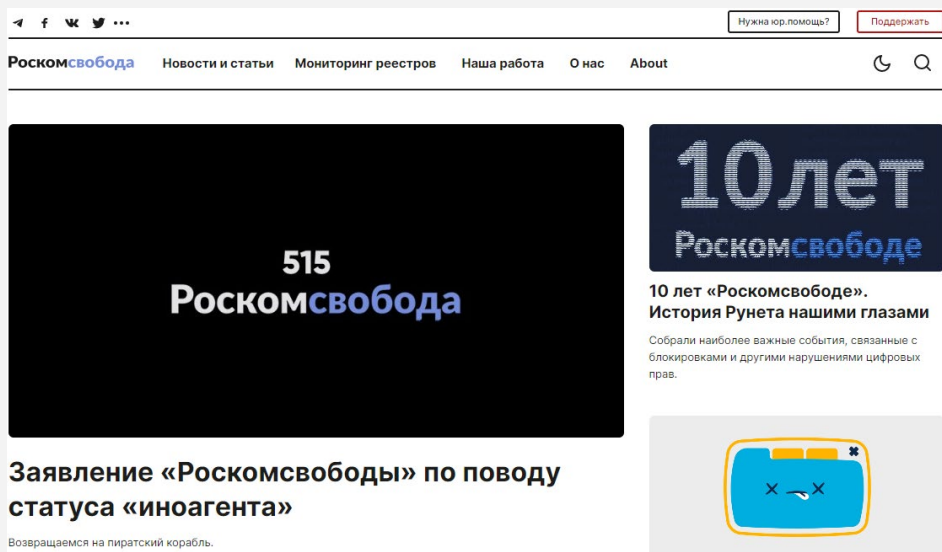 Нужна юр.помощь?
Поддержать
Роскомсвобода
Новости и статьи
Мониторинг реестров
Наша работа
О нас
About
515
Роскомсвобода
Заявление «Роскомсвободы» по поводу
статуса «иноагента»
Возвращаемся на пиратский корабль.
10 лет
Роскомсвободе
10 лет «Роскомсвободе».
История Рунета нашими глазами
Собрали наиболее важные события, связанные с
блокировками и другими нарушениями цифровых
прав.